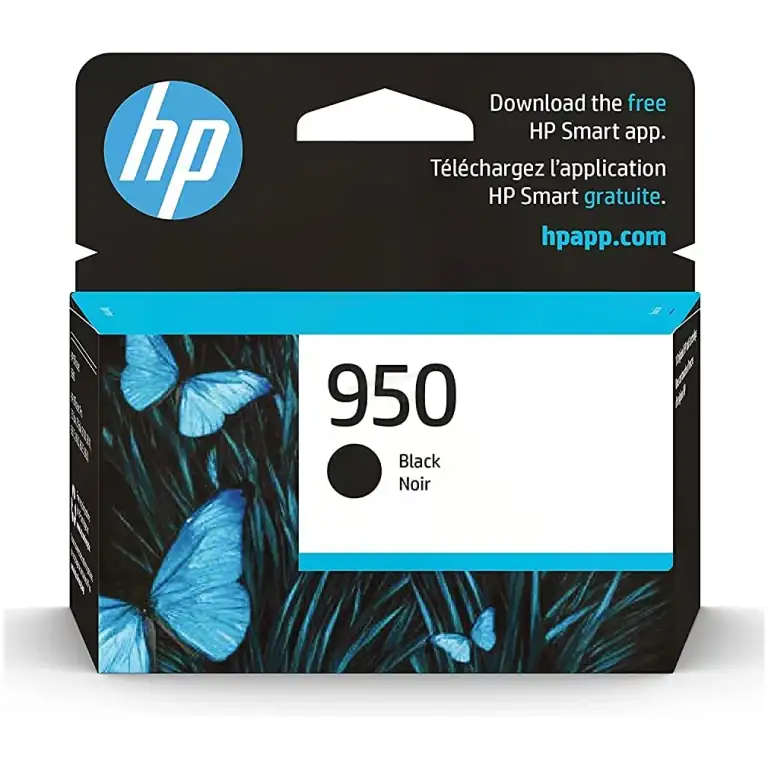 hp
Download the free
HP Smart app.
Téléchargez l'application
HP Smart gratuite.
hpapp.com
950
Black
Noir